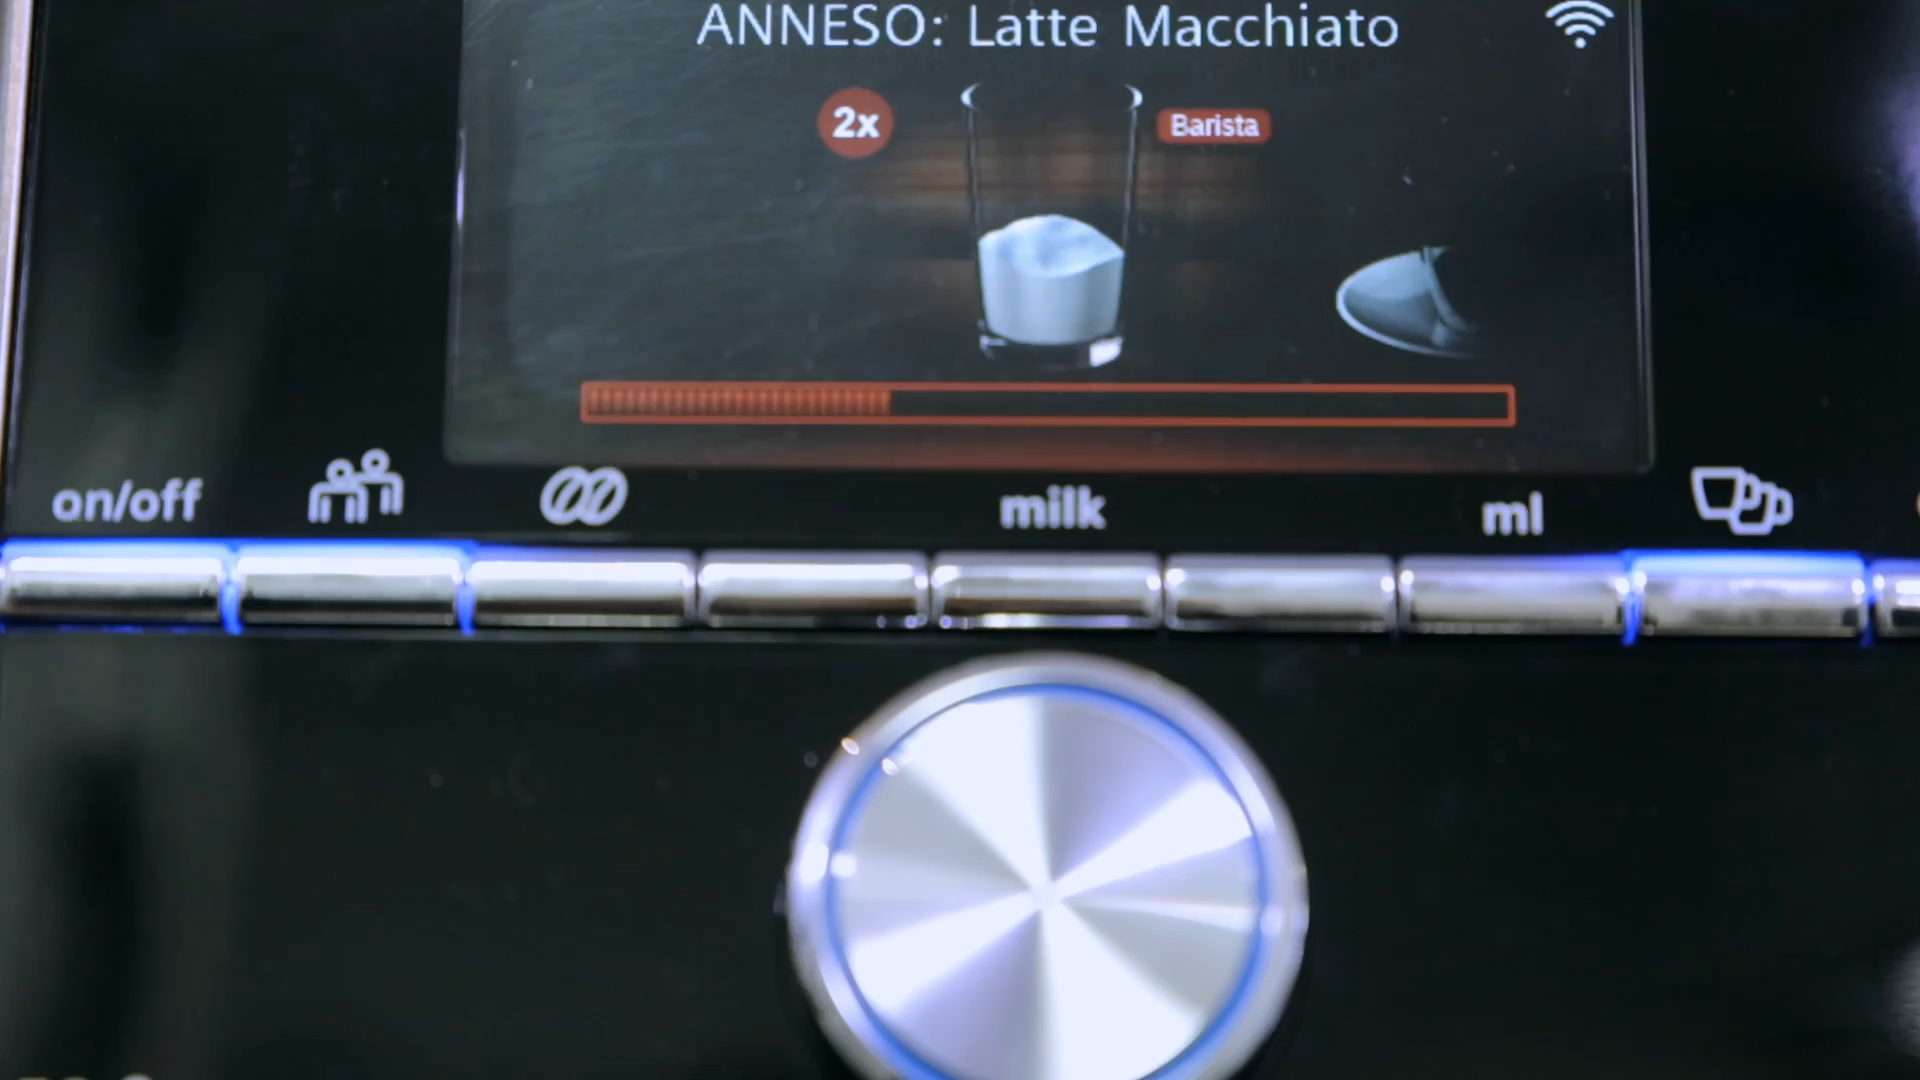 ANNESO: Latte Macchiato
2x
Barista
on/off
milk
ml